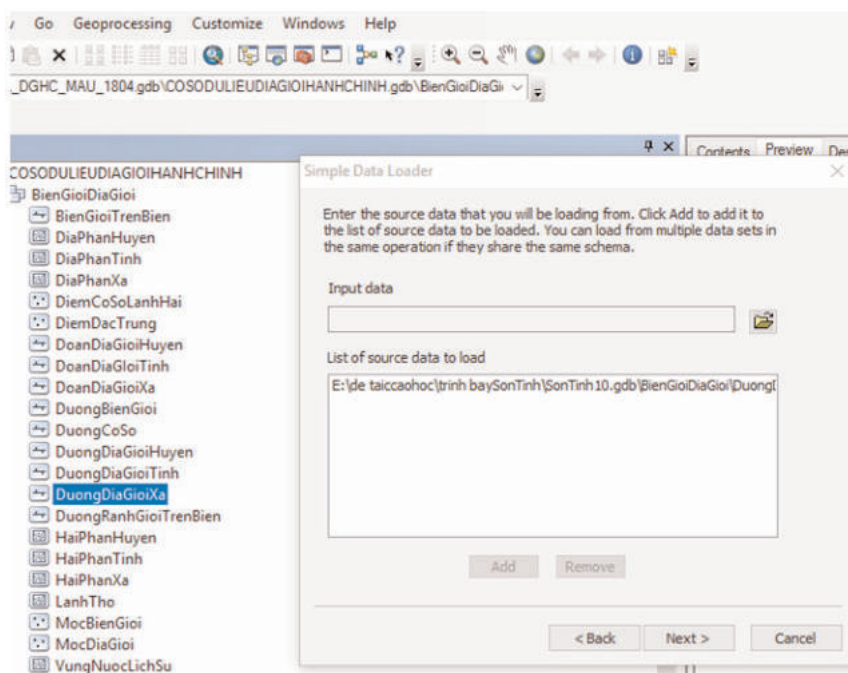 Go Geoprocessing Customize Windows Help
_DGHC_MAU_1804.gdb\COSODULIEUDIAGIOIHANHCHINH.gdb\BienGioiDiaGi
Contents Preview De
COSODULIEUDIAGIOIHANHCHINH
BienGioiDiaGioi
BienGioiTrenBien
DiaPhanHuyen
DiaPhanTinh
DiaPhanXa
DiemCoSoLanhHai
DiemDacTrung
DoanDiaGioiHuyen
DoanDiaGloiTinh
DoanDiaGioiXa
DuongBienGioi
DuongCoSo
DuongDiaGioiHuyen
DuongDiaGioiTinh
DuongDiaGioiXa
DuongRanhGioiTrenBien
HaiPhanHuyen
HaiPhanTinh
HaiPhanXa
LanhTho
MocBienGioi
MocDiaGioi
VungNuocLichSu
Simple Data Loader
Enter the source data that you will be loading from. Click Add to add it to
the list of source data to be loaded. You can load from multiple data sets in
the same operation if they share the same schema.
Input data
List of source data to load
E:\de taiccaohoc\trinh baySonTinh\SonTinh10.gdb\BienGioiDiaGioi\Duong
Add Remove
< Back Next > Cancel